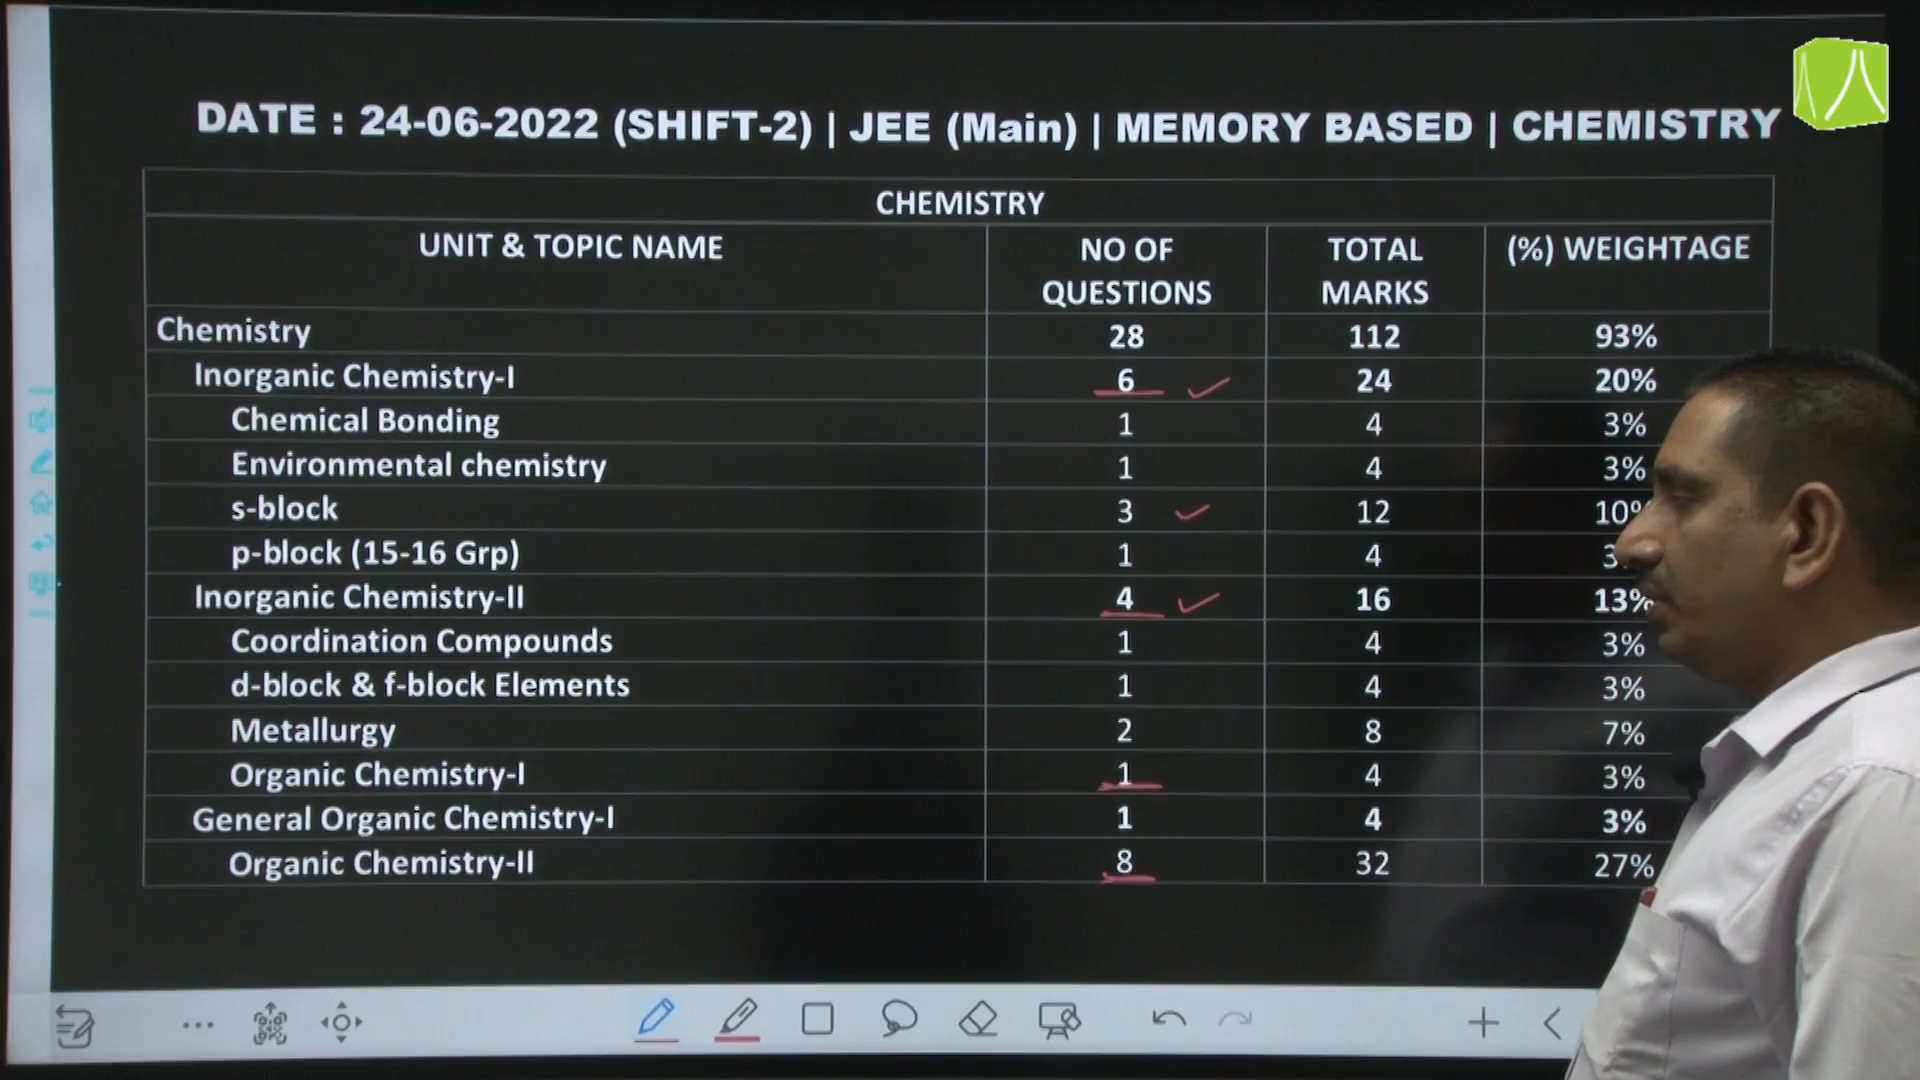 DATE : 24-06-2022 (SHIFT-2) | JEE (Main) | MEMORY BASED | CHEMISTRY
CHEMISTRY
UNIT & TOPIC NAME NO OF QUESTIONS TOTAL MARKS (%) WEIGHTAGE
Chemistry 28 112 93%
Inorganic Chemistry-I 6 24 20%
Chemical Bonding 1 4 3%
Environmental chemistry 1 4 3%
s-block 3 12 10%
p-block (15-16 Grp) 1 4 3
Inorganic Chemistry-II 4 16 13%
Coordination Compounds 1 4 3%
d-block & f-block Elements 1 4 3%
Metallurgy 2 8 7%
Organic Chemistry-I 1 4 3%
General Organic Chemistry-I 1 4 3%
Organic Chemistry-II 8 32 27%